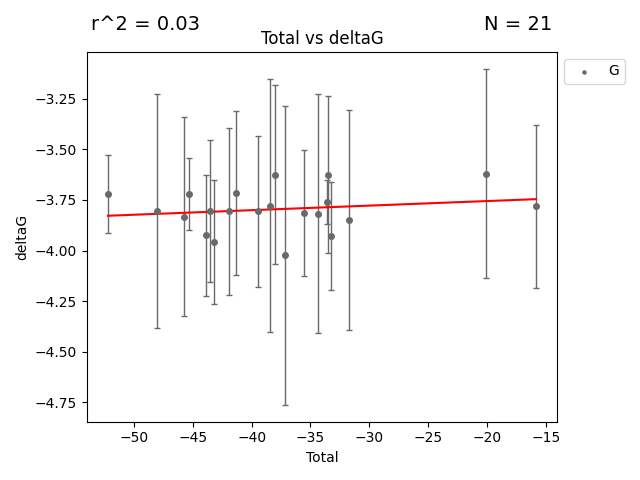 r^2 = 0.03
N = 21
Total vs deltaG
G
−3.25
−3.50
−3.75
−4.00
−4.25
−4.50
−4.75
deltaG
−50 −45 −40 −35 −30 −25 −20 −15
Total